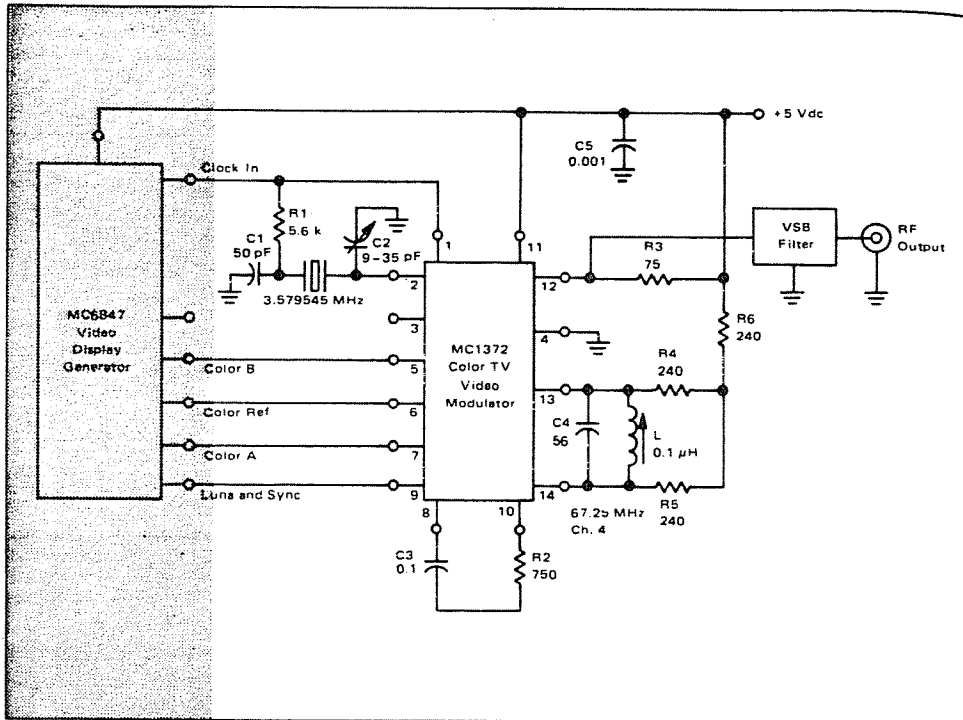 +5 Vdc
C5
0.001
Clock In
R1
5.6 k
C1
50 pF
C2
9-35 pF
3.579545 MHz
1
11
2
3
12
4
R3
75
VSB
Filter
RF
Output
R6
240
MC6847
Video
Display
Generator
MC1372
Color TV
Video
Modulator
Color B
5
Color Ref
6
Color A
7
Luna and Sync
9
13
14
C4
56
L
0.1 µH
R4
240
R5
240
67.25 MHz
Ch. 4
8
10
C3
0.1
R2
750